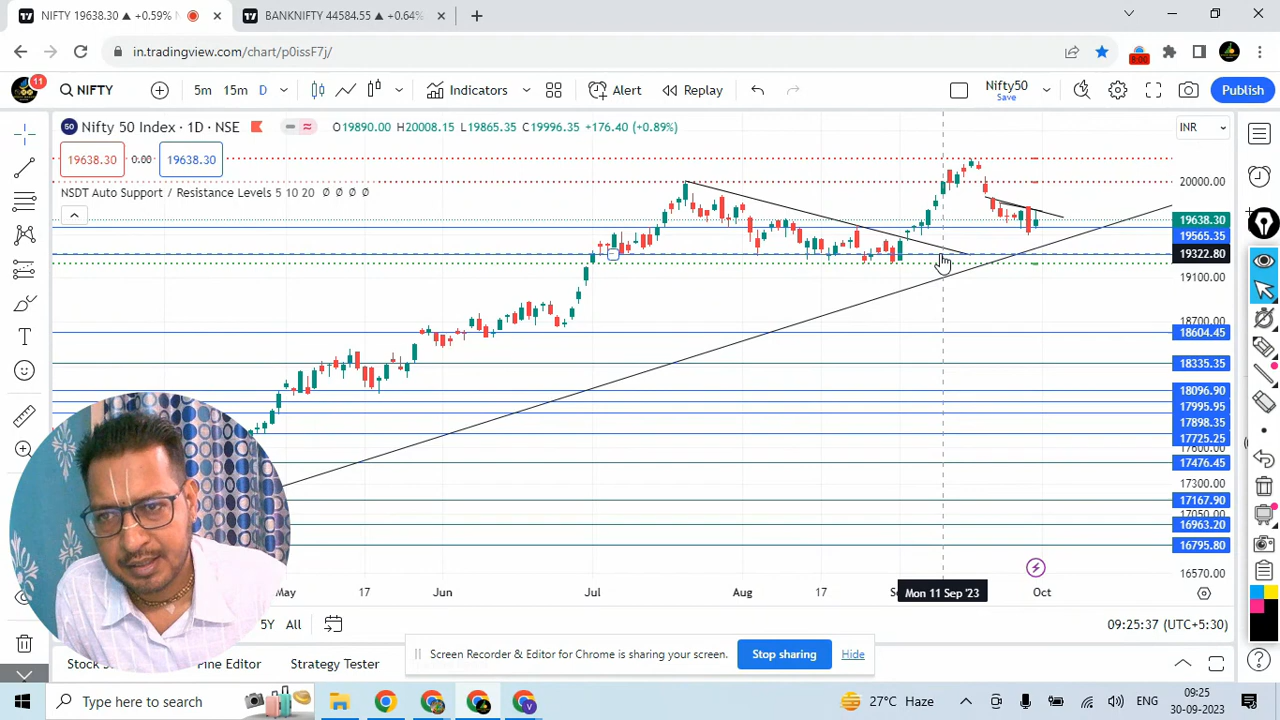 NIFTY 19638.30 ▲ +0.59% N
BANKNIFTY 44584.55 ▲ +0.64%
in.tradingview.com/chart/p0issF7j/
8:00
11
NIFTY
5m 15m D
Indicators
Alert
Replay
Nifty50
Save
Publish
Nifty 50 Index · 1D · NSE
O19890.00 H20008.15 L19865.35 C19996.35 +176.40 (+0.89%)
INR
19638.30 0.00 19638.30
NSDT Auto Support / Resistance Levels 5 10 20 Ø Ø Ø Ø
20000.00
19638.30
19565.35
19322.80
19100.00
18700.00
18604.45
18335.35
18096.90
17995.95
17898.35
17725.25
17600.00
17476.45
17300.00
17167.90
17050.00
16963.20
16795.80
16570.00
May 17 Jun Jul Aug 17 Mon 11 Sep '23 Oct
5Y All
09:25:37 (UTC+5:30)
Screen Recorder & Editor for Chrome is sharing your screen.
Stop sharing
Hide
Stock
Pine Editor
Strategy Tester
Type here to search
27°C Haze
09:25
30-09-2023